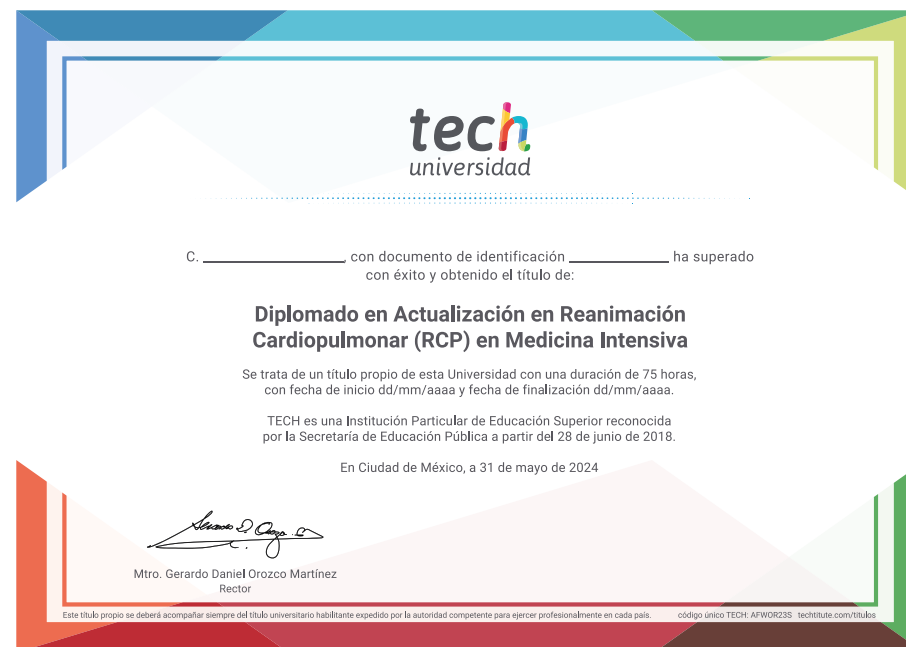 tech
universidad
C. ____________, con documento de identificación ____________ ha superado
con éxito y obtenido el título de:
Diplomado en Actualización en Reanimación
Cardiopulmonar (RCP) en Medicina Intensiva
Se trata de un título propio de esta Universidad con una duración de 75 horas,
con fecha de inicio dd/mm/aaaa y fecha de finalización dd/mm/aaaa.
TECH es una Institución Particular de Educación Superior reconocida
por la Secretaría de Educación Pública a partir del 28 de junio de 2018.
En Ciudad de México, a 31 de mayo de 2024
Mtro. Gerardo Daniel Orozco Martínez
Rector
Este título propio se deberá acompañar siempre del título universitario habilitante expedido por la autoridad competente para ejercer profesionalmente en cada país. código único TECH: AFWOR23S techtitute.com/titulos